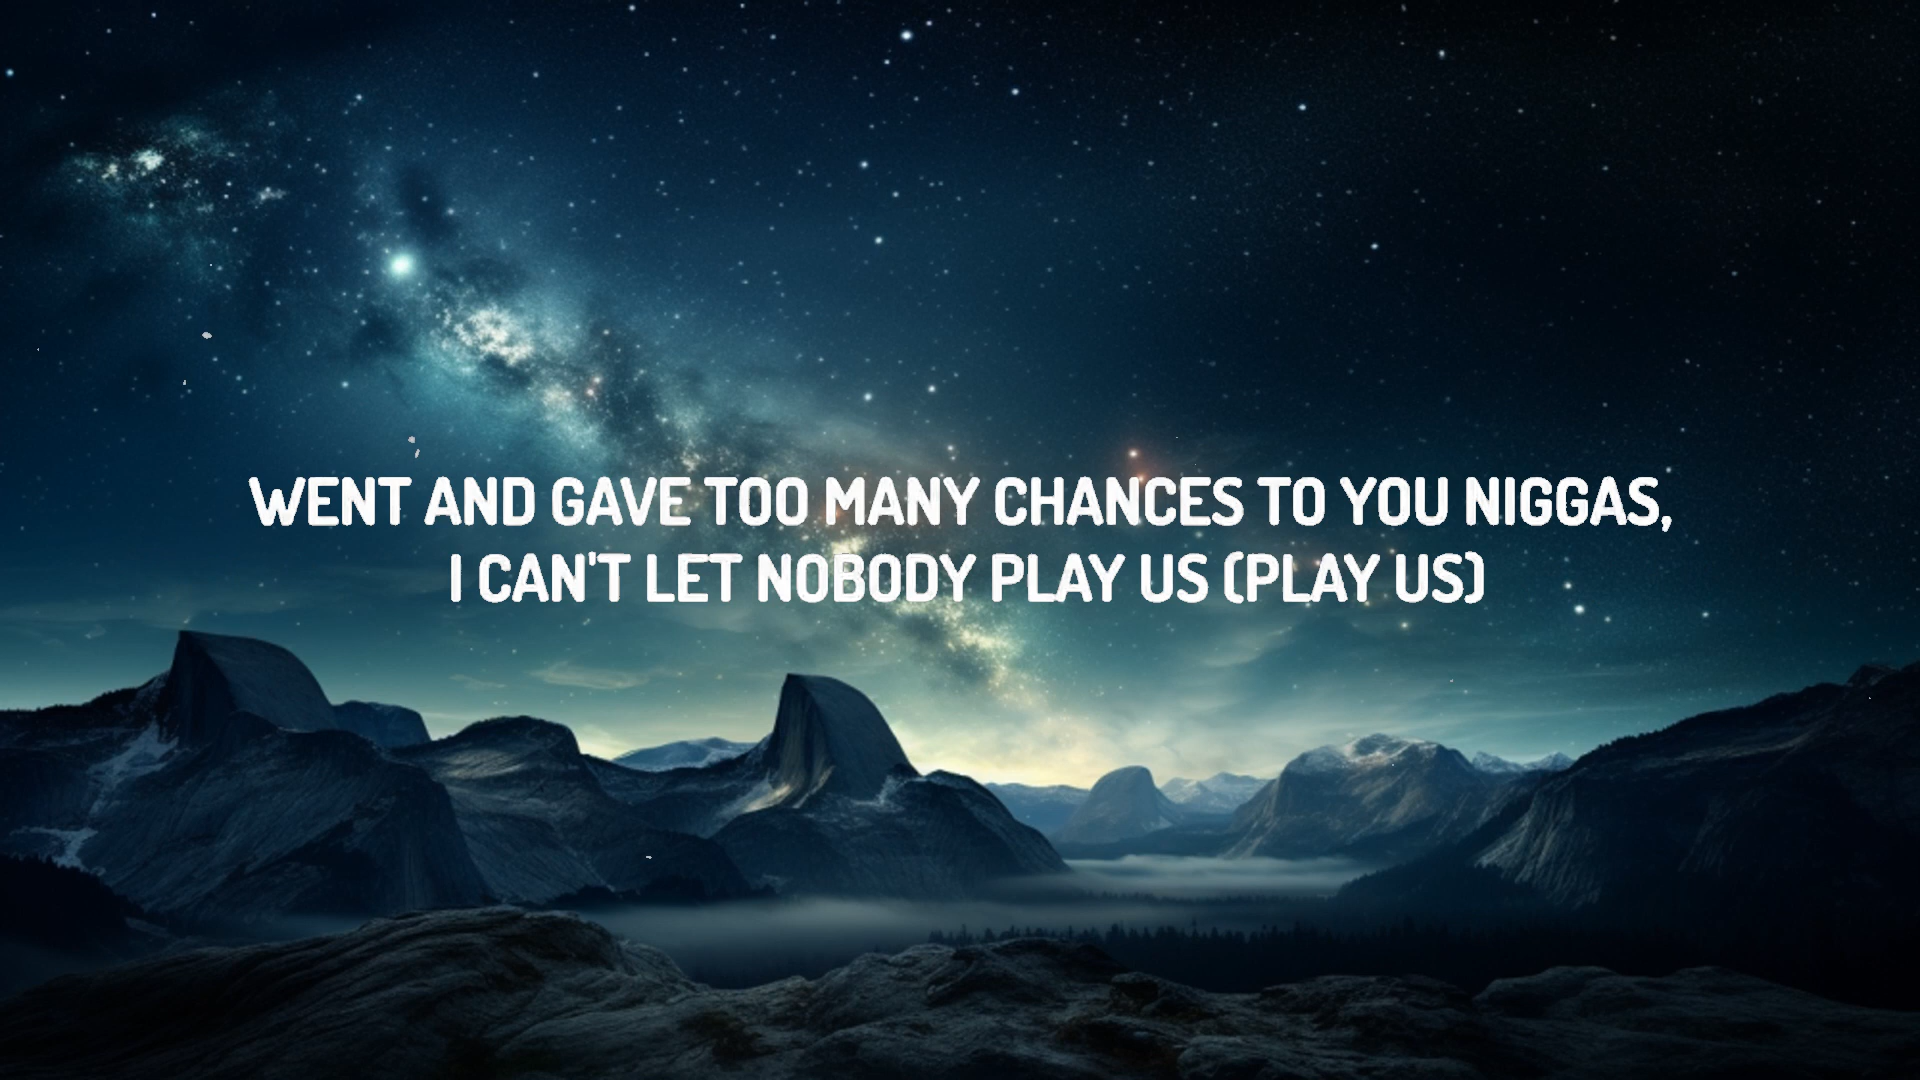 WENT AND GAVE TOO MANY CHANCES TO YOU NIGGAS,
I CAN'T LET NOBODY PLAY US (PLAY US)